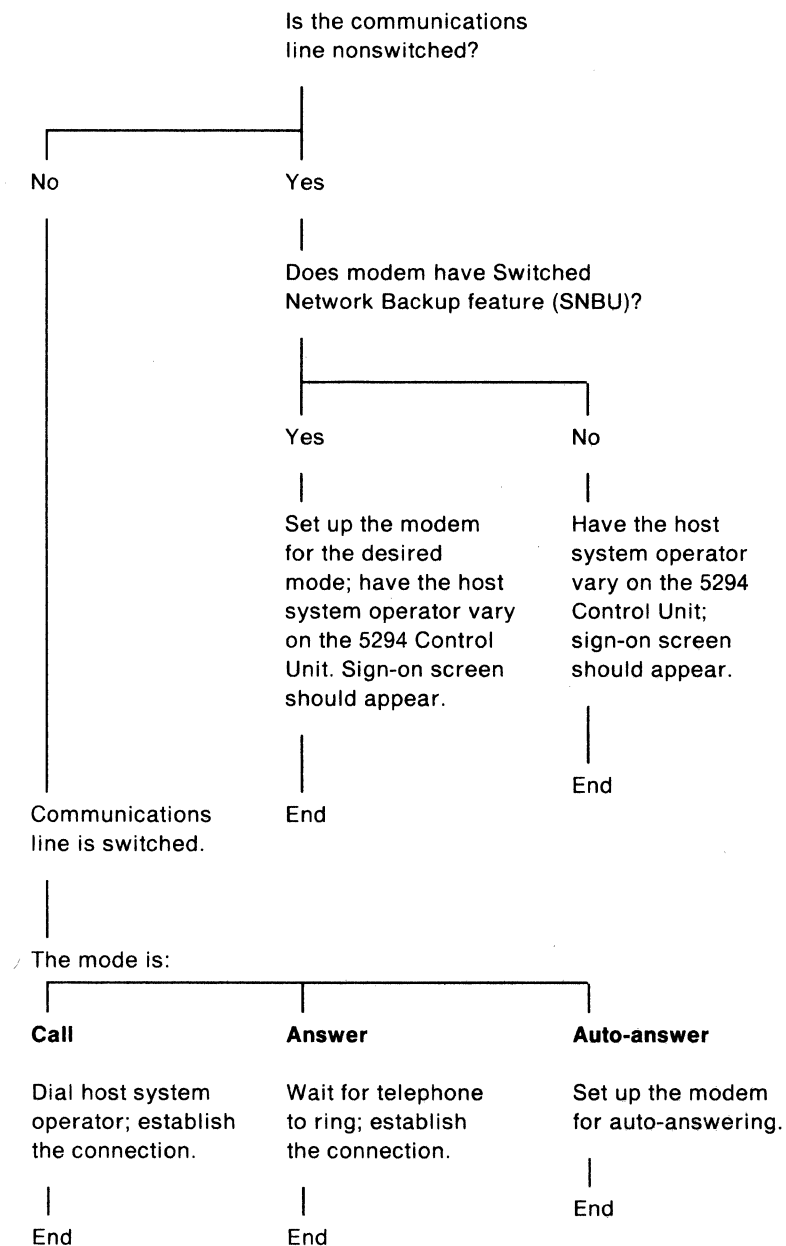 Is the communications
line nonswitched?
No
Yes
Does modem have Switched
Network Backup feature (SNBU)?
Yes
No
Set up the modem
for the desired
mode; have the host
system operator vary
on the 5294 Control
Unit. Sign-on screen
should appear.
End
Have the host
system operator
vary on the 5294
Control Unit;
sign-on screen
should appear.
End
Communications
line is switched.
The mode is:
Call
Dial host system
operator; establish
the connection.
End
Answer
Wait for telephone
to ring; establish
the connection.
End
Auto-answer
Set up the modem
for auto-answering.
End